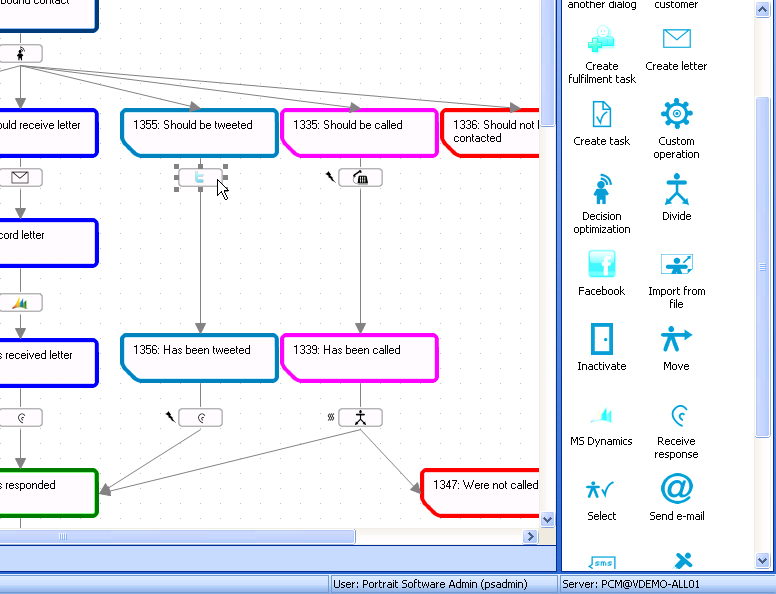 another dialog
customer
Create
fulfilment task
Create letter
1355: Should be tweeted
1335: Should be called
1336: Should not
contacted
uld receive letter
Create task
Custom
operation
Decision
optimization
Divide
cord letter
Facebook
Import from
file
1356: Has been tweeted
1339: Has been called
s received letter
Inactivate
Move
MS Dynamics
Receive
response
s responded
1347: Were not called
Select
Send e-mail
sms
User: Portrait Software Admin (psadmin)
Server: PCM@VDEMO-ALL01